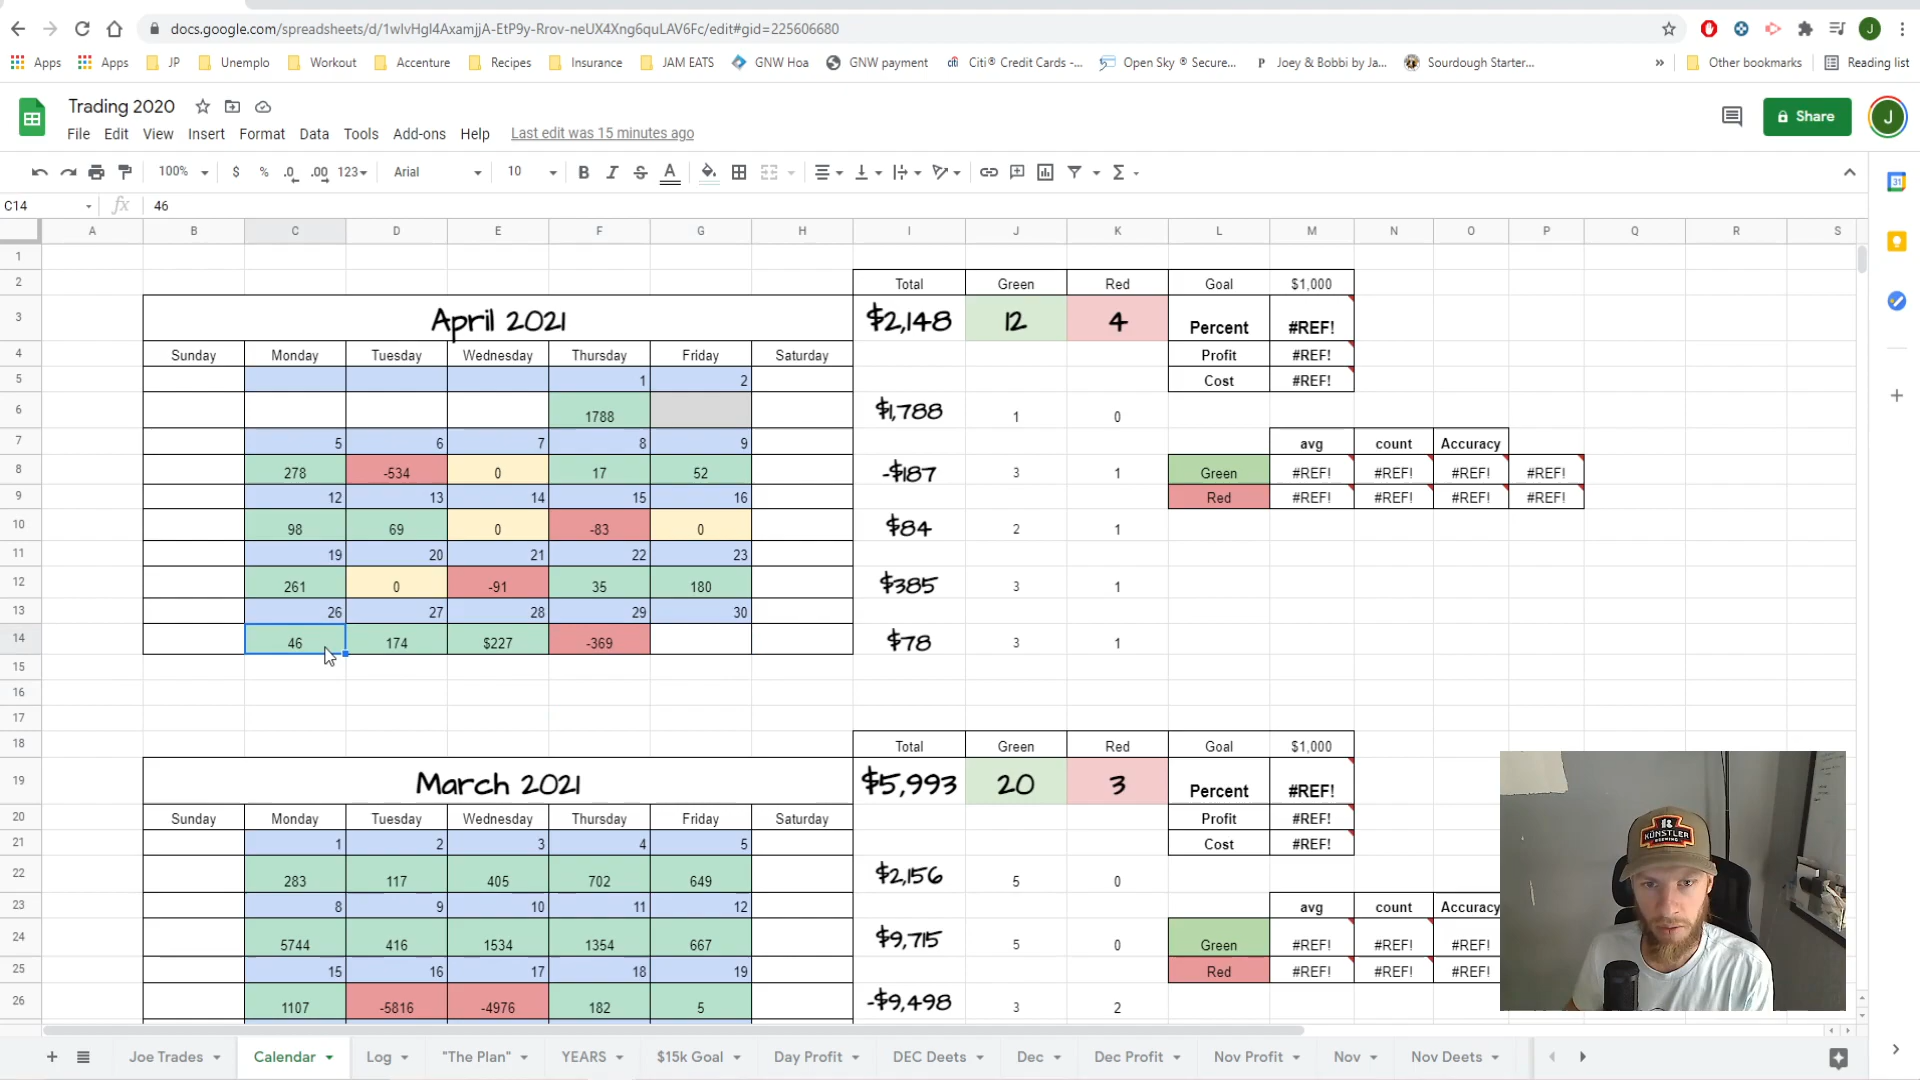 docs.google.com/spreadsheets/d/1wlvHgl4AxamjjA-EtP9y-Rrov-neUX4Xng6quLAV6Fc/edit#gid=225606680
Apps Apps JP Unemplo Workout Accenture Recipes Insurance JAM EATS GNW Hoa GNW payment Citi® Credit Cards -... Open Sky ® Secure... Joey & Bobbi by Ja... Sourdough Starter... » Other bookmarks Reading list
Trading 2020
File Edit View Insert Format Data Tools Add-ons Help Last edit was 15 minutes ago
Share J
100% $ % .0 .00 123 Arial 10 B I S A
C14 fx 46
A B C D E F G H I J K L M N O P Q R S
1
2 Total Green Red Goal $1,000
3 April 2021 $2,148 12 4 Percent #REF!
4 Sunday Monday Tuesday Wednesday Thursday Friday Saturday Profit #REF!
5 1 2 Cost #REF!
6 1788 $1,788 1 0
7 5 6 7 8 9 avg count Accuracy
8 278 -534 0 17 52 -$187 3 1 Green #REF! #REF! #REF! #REF!
9 12 13 14 15 16 Red #REF! #REF! #REF! #REF!
10 98 69 0 -83 0 $84 2 1
11 19 20 21 22 23
12 261 0 -91 35 180 $385 3 1
13 26 27 28 29 30
14 46 174 $227 -369 $78 3 1
15
16
17
18 Total Green Red Goal $1,000
19 March 2021 $5,993 20 3 Percent #REF!
20 Sunday Monday Tuesday Wednesday Thursday Friday Saturday Profit #REF!
21 1 2 3 4 5 Cost #REF!
22 283 117 405 702 649 $2,156 5 0
23 8 9 10 11 12 avg count Accuracy
24 5744 416 1534 1354 667 $9,715 5 0 Green #REF! #REF! #REF!
25 15 16 17 18 19 Red #REF! #REF! #REF!
26 1107 -5816 -4976 182 5 -$9,498 3 2
KÜNSTLER
BREWING
Joe Trades Calendar Log "The Plan" YEARS $15k Goal Day Profit DEC Deets Dec Dec Profit Nov Profit Nov Nov Deets